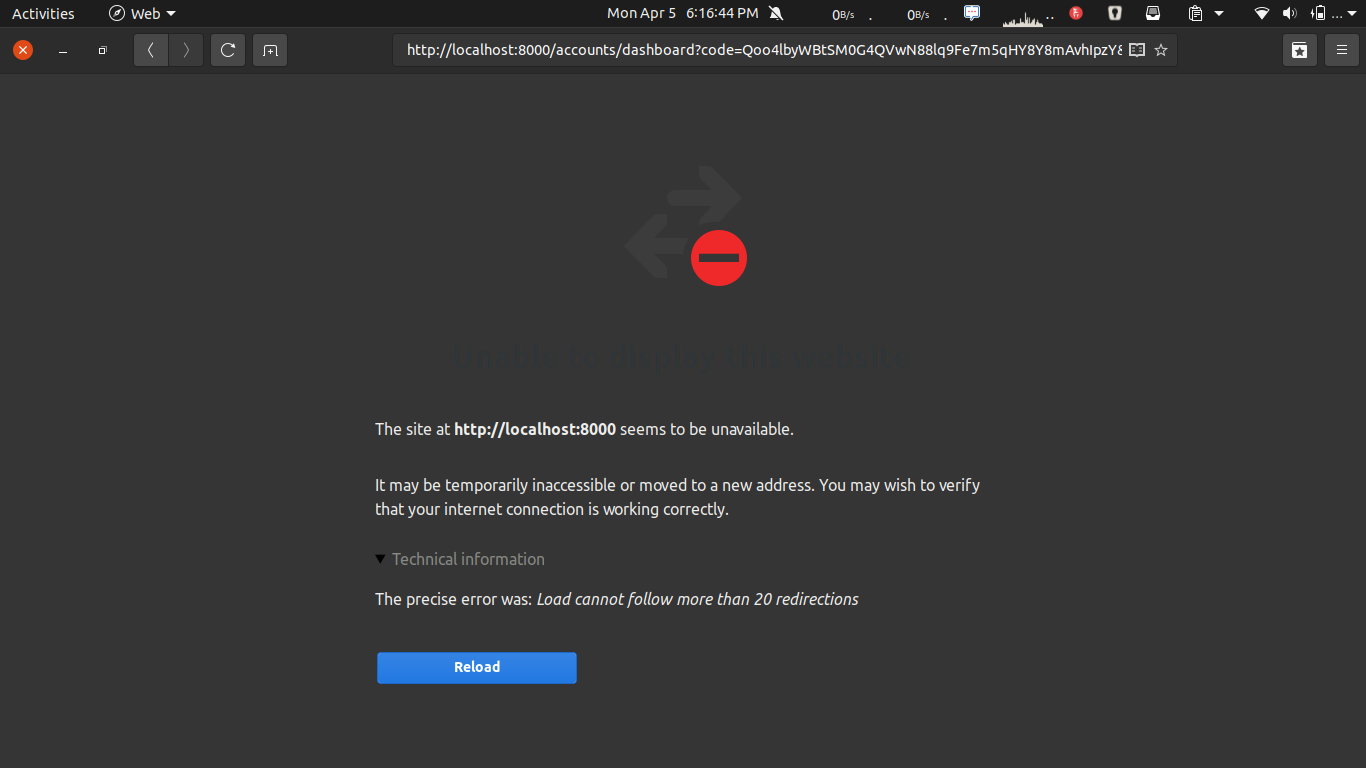 Activities Web Mon Apr 5 6:16:44 PM 0B/s . 0B/s . .. ...
http://localhost:8000/accounts/dashboard?code=Qoo4lbyWBtSM0G4QVwN88lq9Fe7m5qHY8Y8mAvhIpzY8
Unable to display this website
The site at http://localhost:8000 seems to be unavailable.
It may be temporarily inaccessible or moved to a new address. You may wish to verify
that your internet connection is working correctly.
Technical information
The precise error was: Load cannot follow more than 20 redirections
Reload